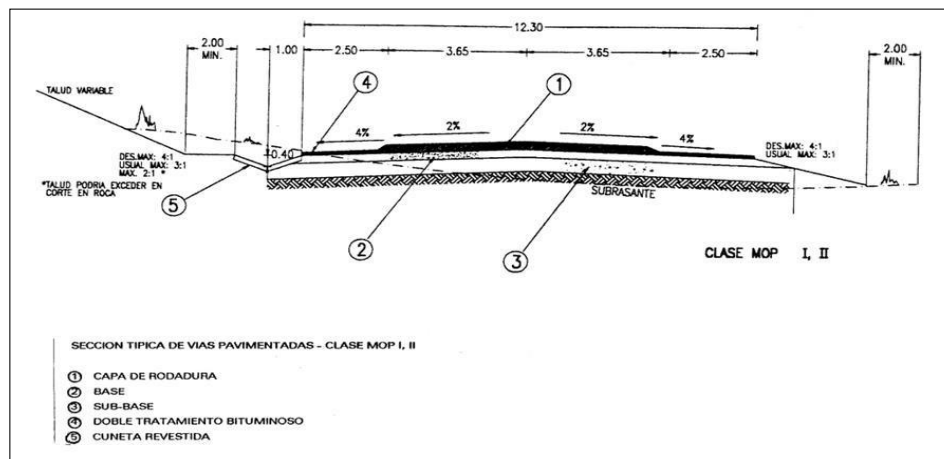 12.30
2.00
MIN.
1.00
2.50
3.65
3.65
2.50
2.00
MIN.
TALUD VARIABLE
4
1
4%
2%
2%
4%
0.40
DES.MAX: 4:1
USUAL MAX: 3:1
MAX. 2:1 *
*TALUD PODRIA EXCEDER EN
CORTE EN ROCA
DES.MAX: 4:1
USUAL MAX: 3:1
SUBRASANTE
5
2
3
CLASE MOP I, II
SECCION TIPICA DE VIAS PAVIMENTADAS - CLASE MOP I, II
1 CAPA DE RODADURA
2 BASE
3 SUB-BASE
4 DOBLE TRATAMIENTO BITUMINOSO
5 CUNETA REVESTIDA